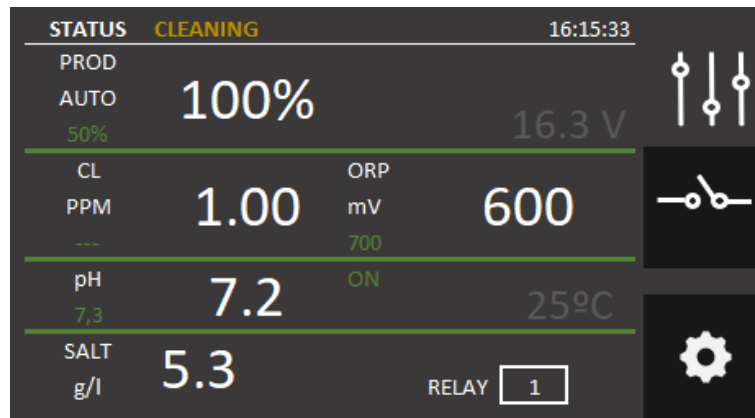 STATUS CLEANING 16:15:33
PROD
AUTO 100%
50% 16.3 V
CL ORP
PPM 1.00 mV 600
--- 700
pH 7.2 ON
7,3 25ºC
SALT 5.3
g/l RELAY 1